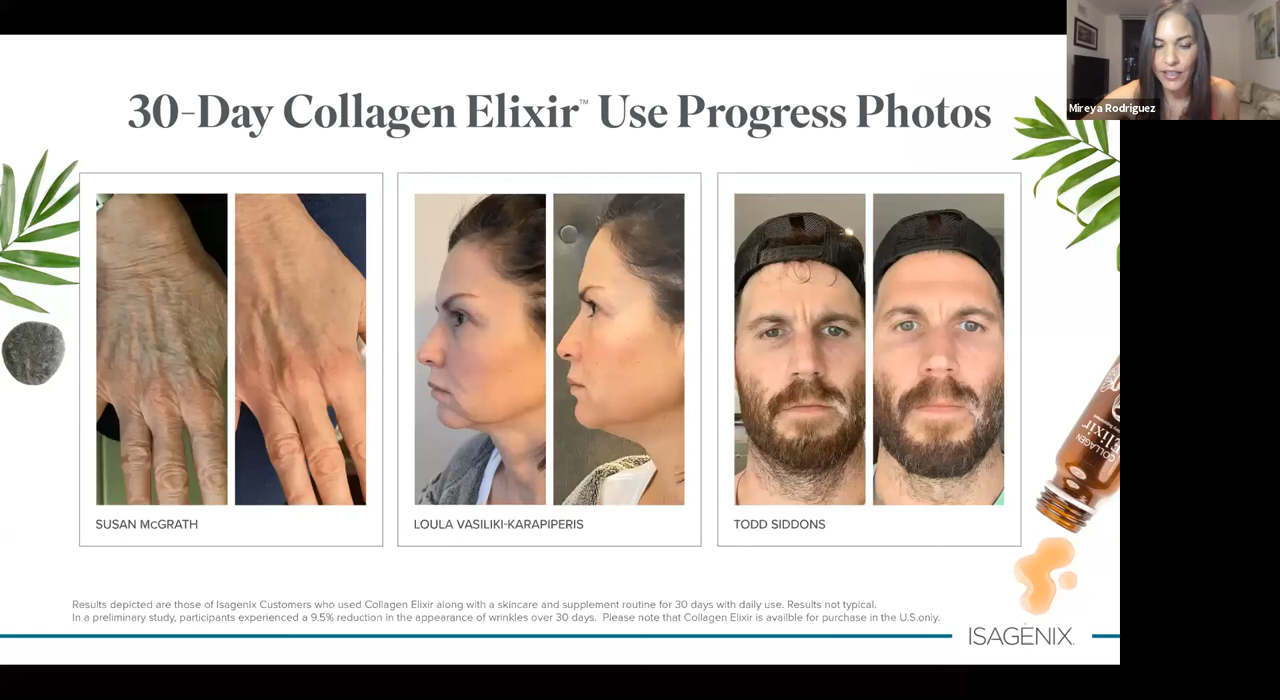 Mireya Rodriguez
30-Day Collagen Elixir™ Use Progress Photos
SUSAN McGRATH
LOULA VASILIKI-KARAPIPERIS
TODD SIDDONS
COLLAGEN
elixir™
Results depicted are those of Isagenix Customers who used Collagen Elixir along with a skincare and supplement routine for 30 days with daily use. Results not typical.
In a preliminary study, participants experienced a 9.5% reduction in the appearance of wrinkles over 30 days. Please note that Collagen Elixir is availble for purchase in the U.S.only.
ISAGENIX.